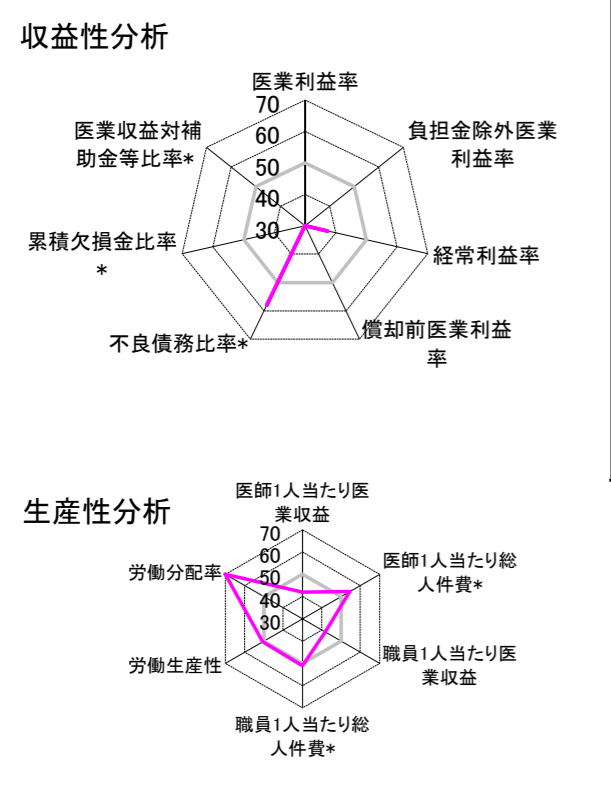 収益性分析
医業利益率
70
60
50
40
30
負担金除外医業
利益率
経常利益率
償却前医業利益
率
不良債務比率*
累積欠損金比率
*
医業収益対補
助金等比率*
生産性分析
医師1人当たり医
業収益
70
60
50
40
30
医師1人当たり総
人件費*
職員1人当たり医
業収益
職員1人当たり総
人件費*
労働生産性
労働分配率